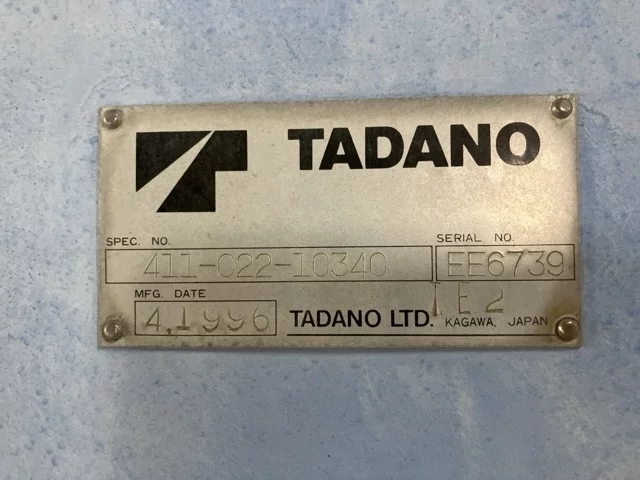 TADANO
SPEC. NO. SERIAL NO.
411-022-10340 EE6739
MFG. DATE
4.1996 TADANO LTD. KAGAWA, JAPAN